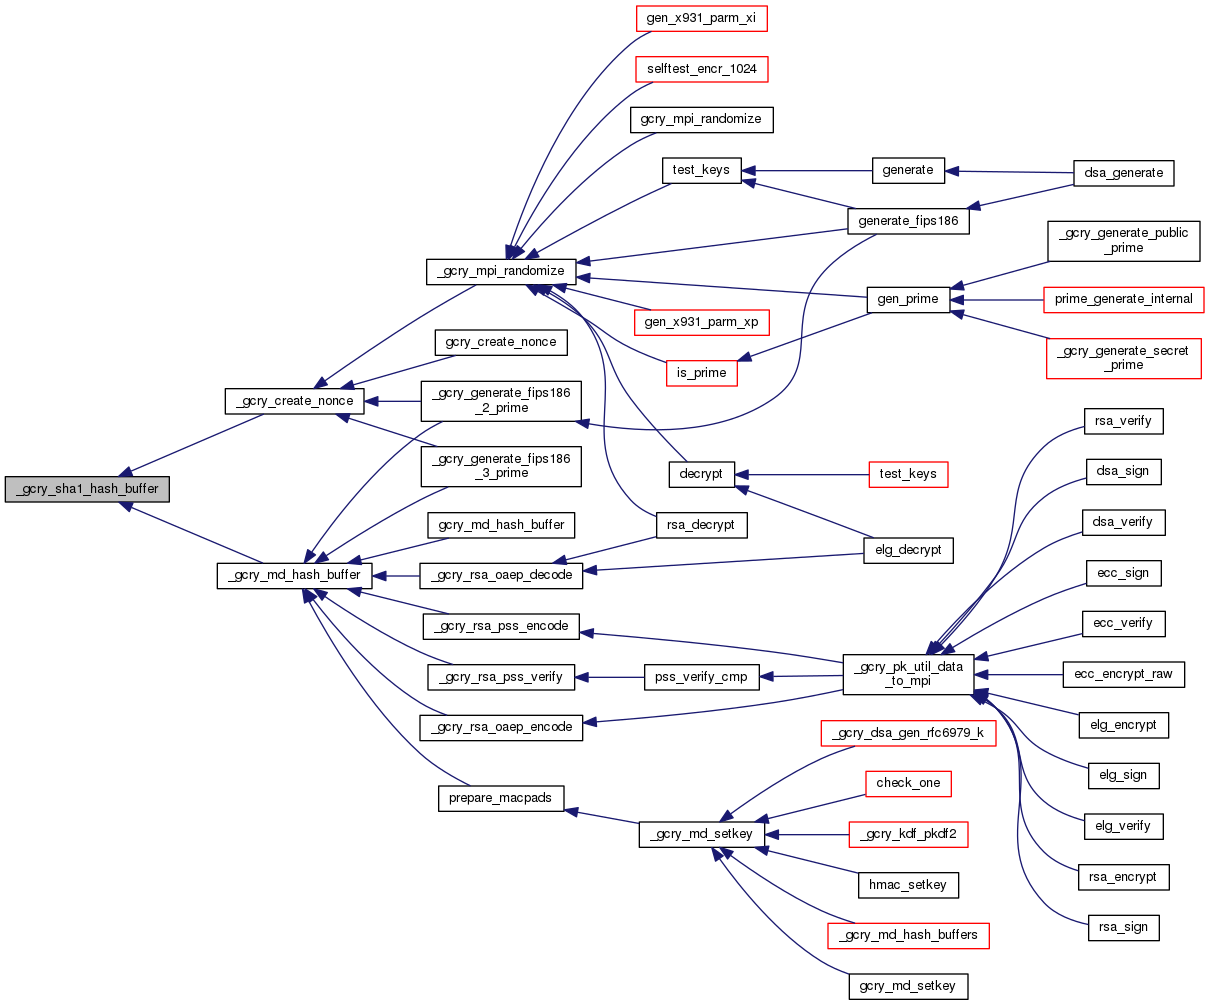 gen_x931_parm_xi
selftest_encr_1024
gcry_mpi_randomize
test_keys
generate
dsa_generate
generate_fips186
_gcry_generate_public
_prime
_gcry_mpi_randomize
gen_prime
prime_generate_internal
gen_x931_parm_xp
gcry_create_nonce
_gcry_generate_secret
_prime
is_prime
_gcry_create_nonce
_gcry_generate_fips186
_2_prime
rsa_verify
_gcry_generate_fips186
_3_prime
decrypt
test_keys
dsa_sign
_gcry_sha1_hash_buffer
gcry_md_hash_buffer
rsa_decrypt
dsa_verify
elg_decrypt
_gcry_md_hash_buffer
_gcry_rsa_oaep_decode
ecc_sign
_gcry_rsa_pss_encode
ecc_verify
_gcry_rsa_pss_verify
pss_verify_cmp
_gcry_pk_util_data
_to_mpi
ecc_encrypt_raw
_gcry_rsa_oaep_encode
_gcry_dsa_gen_rfc6979_k
elg_encrypt
elg_sign
prepare_macpads
check_one
_gcry_md_setkey
_gcry_kdf_pkdf2
elg_verify
hmac_setkey
rsa_encrypt
_gcry_md_hash_buffers
rsa_sign
gcry_md_setkey